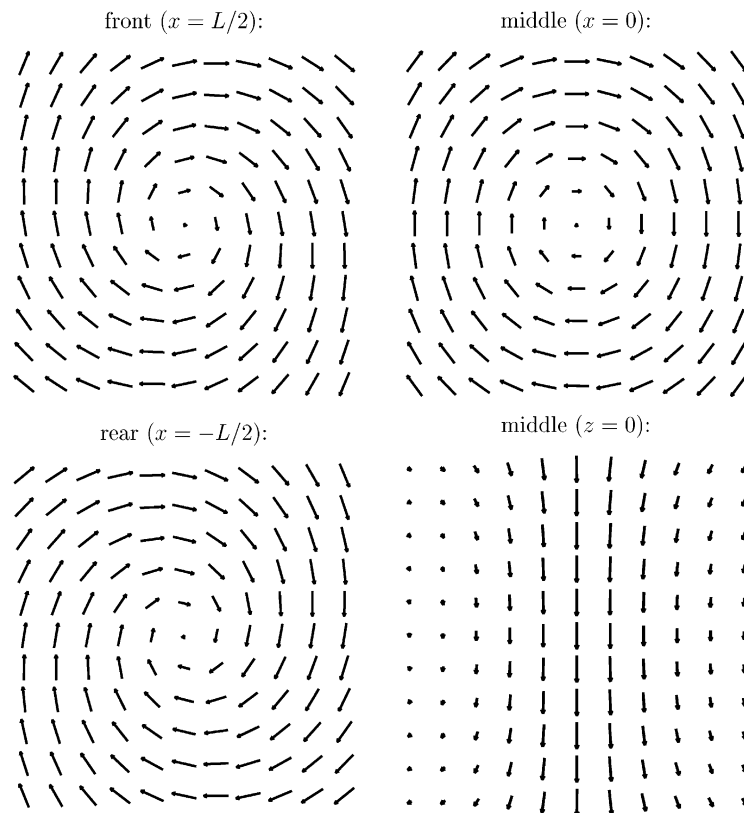 front (x = L/2):
middle (x = 0):
rear (x = −L/2):
middle (z = 0):